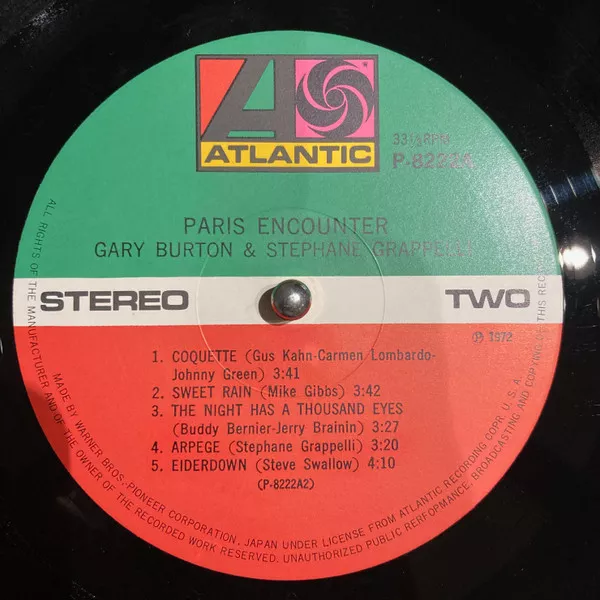 ATLANTIC
33⅓RPM
P-8222A
PARIS ENCOUNTER
GARY BURTON & STEPHANE GRAPPELLI
STEREO
TWO
Ⓟ 1972
1. COQUETTE (Gus Kahn-Carmen Lombardo-
Johnny Green) 3:41
2. SWEET RAIN (Mike Gibbs) 3:42
3. THE NIGHT HAS A THOUSAND EYES
(Buddy Bernier-Jerry Brainin) 3:27
4. ARPEGE (Stephane Grappelli) 3:20
5. EIDERDOWN (Steve Swallow) 4:10
(P-8222A2)
MADE BY WARNER BROS. PIONEER CORPORATION, JAPAN UNDER LICENSE FROM ATLANTIC RECORDING COPR. U. S. A.
ALL RIGHTS OF THE MANUFACTURER AND OF THE OWNER OF THE RECORDED WORK RESERVED. UNAUTHORIZED PUBLIC RERFOPMANCE, BROADCASTING AND COPYING OF THIS RECORD